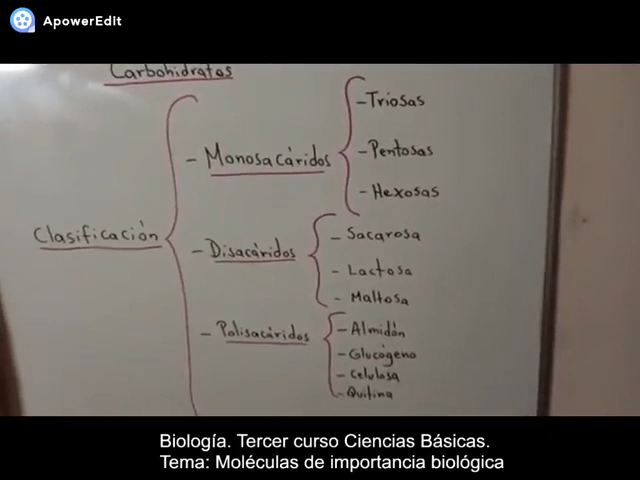 ApowerEdit
Carbohidratos
Clasificación
- Monosacáridos
- Triosas
- Pentosas
- Hexosas
- Disacáridos
- Sacarosa
- Lactosa
- Maltosa
- Polisacáridos
- Almidón
- Glucógeno
- Celulosa
- Quitina
Biología. Tercer curso Ciencias Básicas.
Tema: Moléculas de importancia biológica